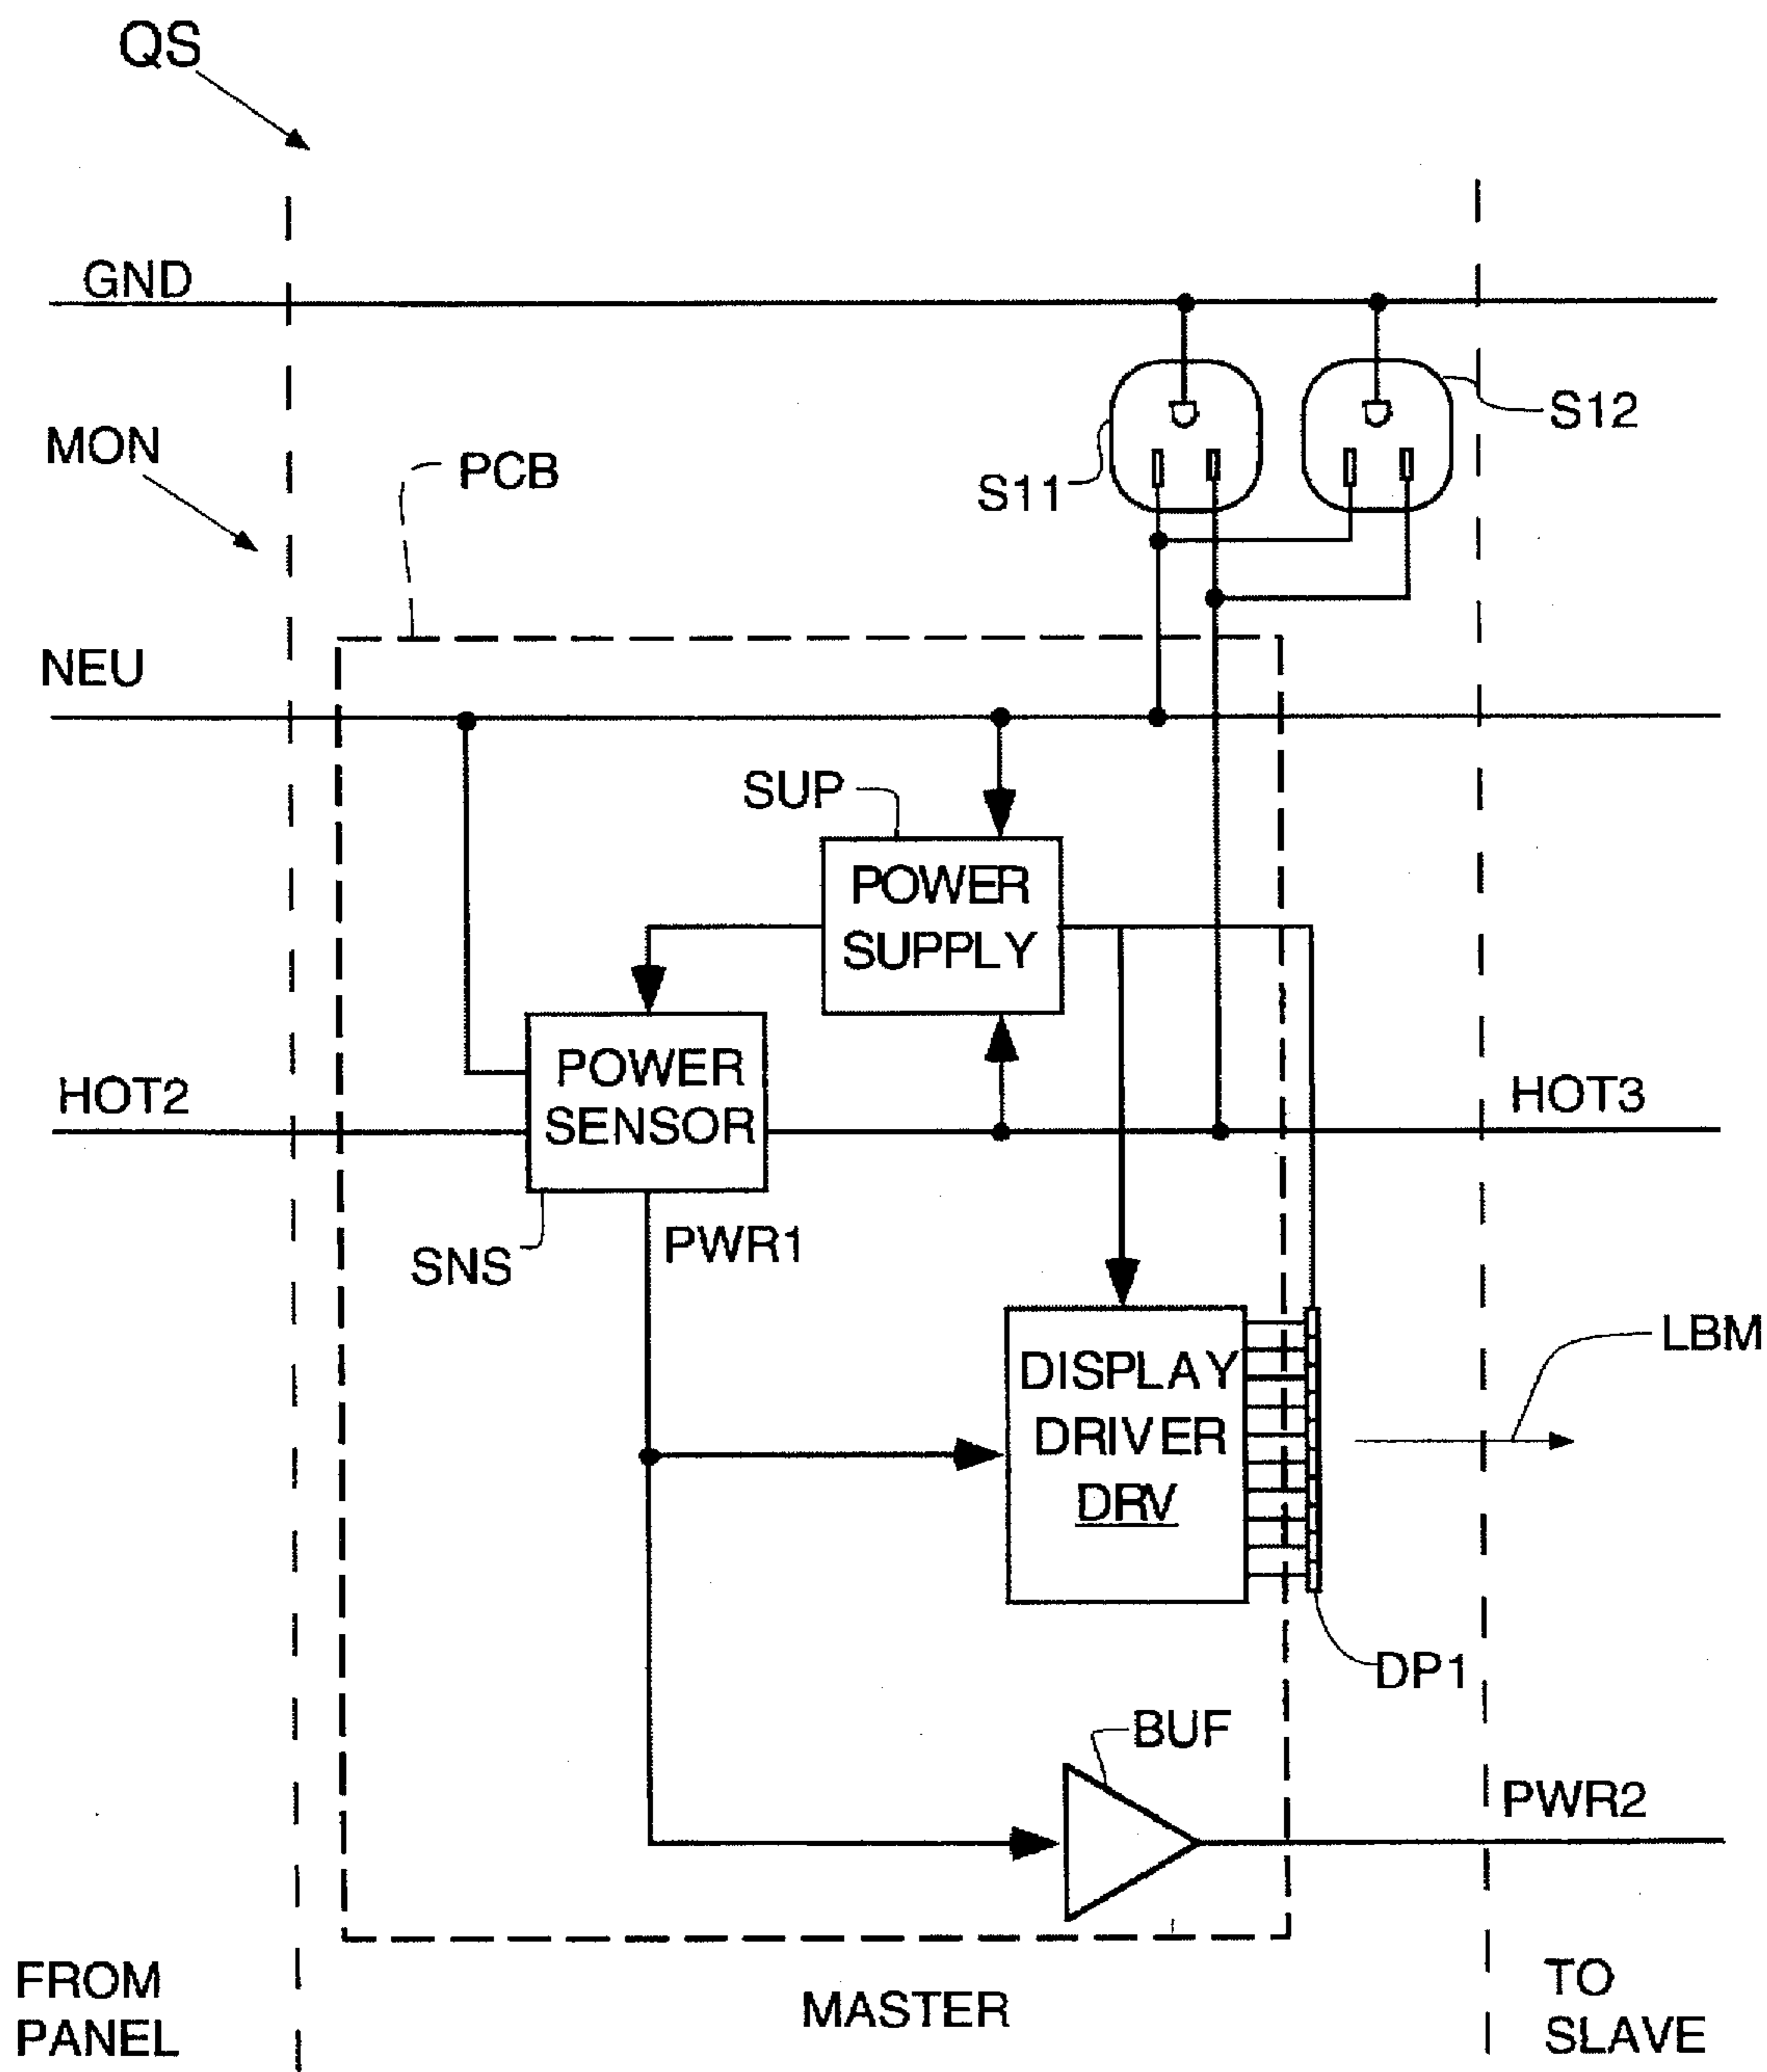 QS
GND
S12
MON
PCB
S11
NEU
SUP
POWER
SUPPLY
POWER
SENSOR
HOT2
HOT3
SNS
PWR1
LBM
DISPLAY
DRIVER
DRV
DP1
BUF
PWR2
FROM
PANEL
MASTER
TO
SLAVE